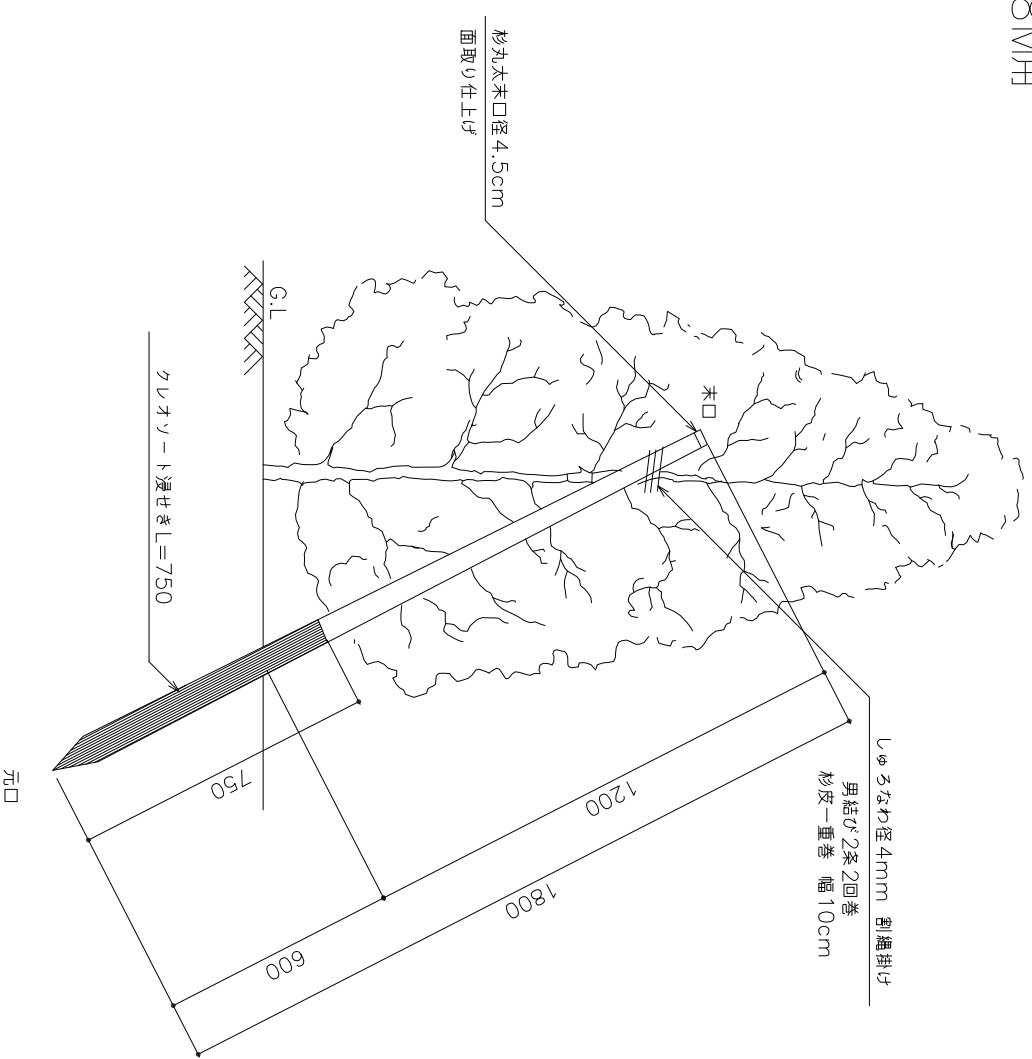 杉丸太末口径4.5cm
面取り仕上げ
末口
G.L
クレオソート浸せきL=750
しゅろなわ径4mm 割縄掛け
男結び2条2回巻
杉皮一重巻 幅10cm
750
1200
1800
600
元口